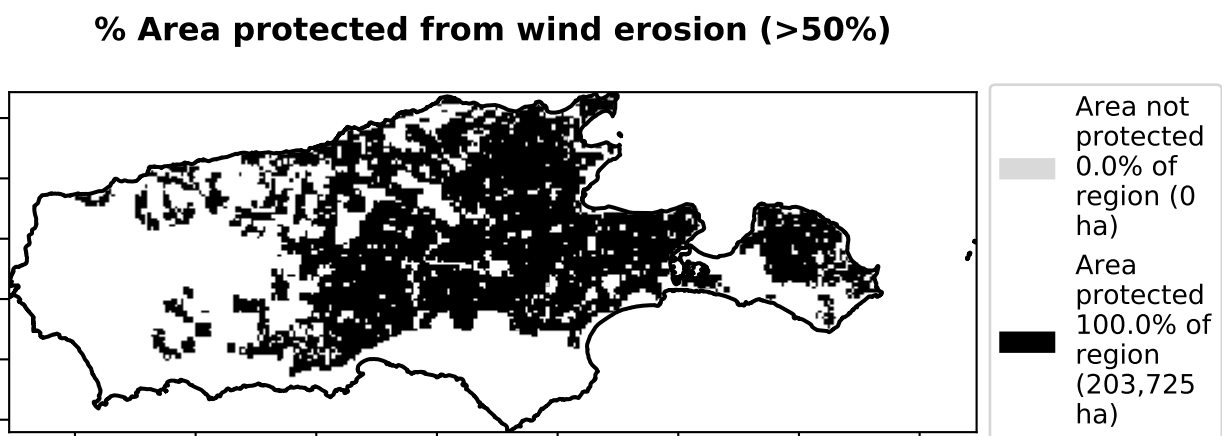 % Area protected from wind erosion (>50%)
Area not
protected
0.0% of
region (0
ha)
Area
protected
100.0% of
region
(203,725
ha)